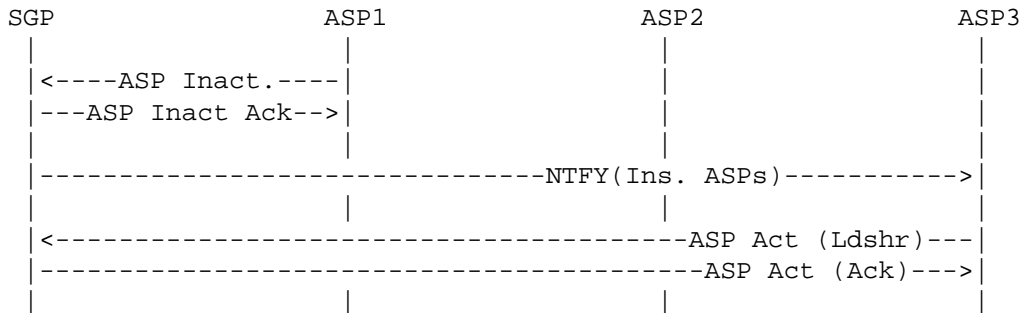 SGP                 ASP1                ASP2                ASP3
 |                   |                   |                   |
 |<----ASP Inact.----|                   |                   |
 |---ASP Inact Ack-->|                   |                   |
 |                   |                   |                   |
 |--------------------------------NTFY(Ins. ASPs)----------->|
 |                   |                   |                   |
 |<-----------------------------------------ASP Act (Ldshr)---|
 |------------------------------------------ASP Act (Ack)--->|
 |                   |                   |                   |